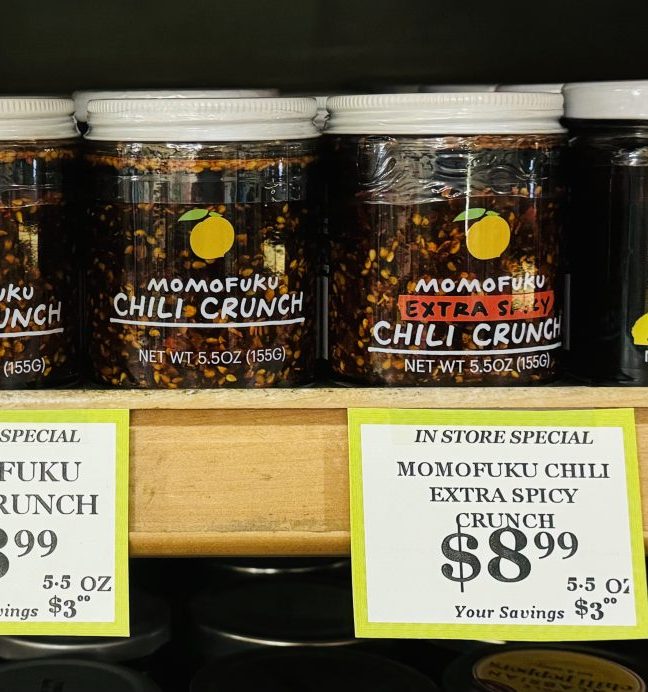 UKU
UNCH
(155G)
MOMOFUKU
CHILI CRUNCH
NET WT 5.5OZ (155G)
MOMOFUKU
EXTRA SPICY
CHILI CRUNCH
NET WT 5.5OZ (155G)
SPECIAL
FUKU
RUNCH
99
5.5 OZ
$3.00
IN STORE SPECIAL
MOMOFUKU CHILI
EXTRA SPICY
CRUNCH
$8.99
5.5 OZ
Your Savings $3.00
chili peppers